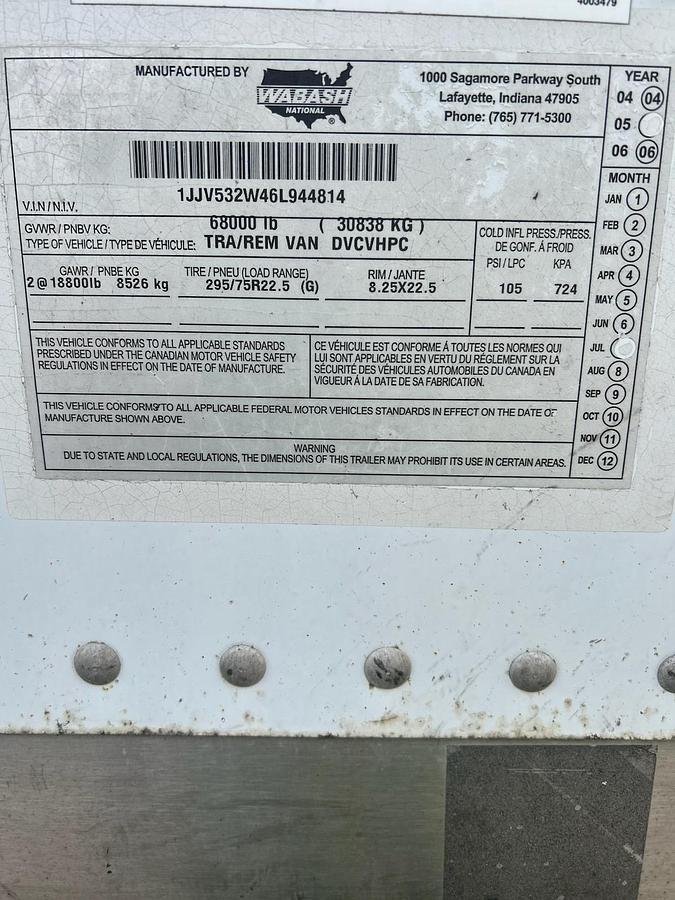 4003479
MANUFACTURED BY
WABASH
NATIONAL
®
1000 Sagamore Parkway South
Lafayette, Indiana 47905
Phone: (765) 771-5300
1JJV532W46L944814
V.I.N / N.I.V.
GVWR / PNBV KG: 68000 lb ( 30838 KG )
TYPE OF VEHICLE / TYPE DE VÉHICULE: TRA/REM VAN DVCVHPC
COLD INFL PRESS./PRESS.
DE GONF. Á FROID
PSI / LPC KPA
105 724
GAWR / PNBE KG TIRE / PNEU (LOAD RANGE) RIM / JANTE
2@18800lb 8526 kg 295/75R22.5 (G) 8.25X22.5
THIS VEHICLE CONFORMS TO ALL APPLICABLE STANDARDS
PRESCRIBED UNDER THE CANADIAN MOTOR VEHICLE SAFETY
REGULATIONS IN EFFECT ON THE DATE OF MANUFACTURE.
CE VÉHICULE EST CONFORME Á TOUTES LES NORMES QUI
LUI SONT APPLICABLES EN VERTU DU RÉGLEMENT SUR LA
SÉCURITÉ DES VÉHICULES AUTOMOBILES DU CANADA EN
VIGUEUR Á LA DATE DE SA FABRICATION.
THIS VEHICLE CONFORMS TO ALL APPLICABLE FEDERAL MOTOR VEHICLES STANDARDS IN EFFECT ON THE DATE OF
MANUFACTURE SHOWN ABOVE.
WARNING
DUE TO STATE AND LOCAL REGULATIONS, THE DIMENSIONS OF THIS TRAILER MAY PROHIBIT ITS USE IN CERTAIN AREAS.
YEAR
04 04
05
06 06
MONTH
JAN 1
FEB 2
MAR 3
APR 4
MAY 5
JUN 6
JUL
AUG 8
SEP 9
OCT 10
NOV 11
DEC 12